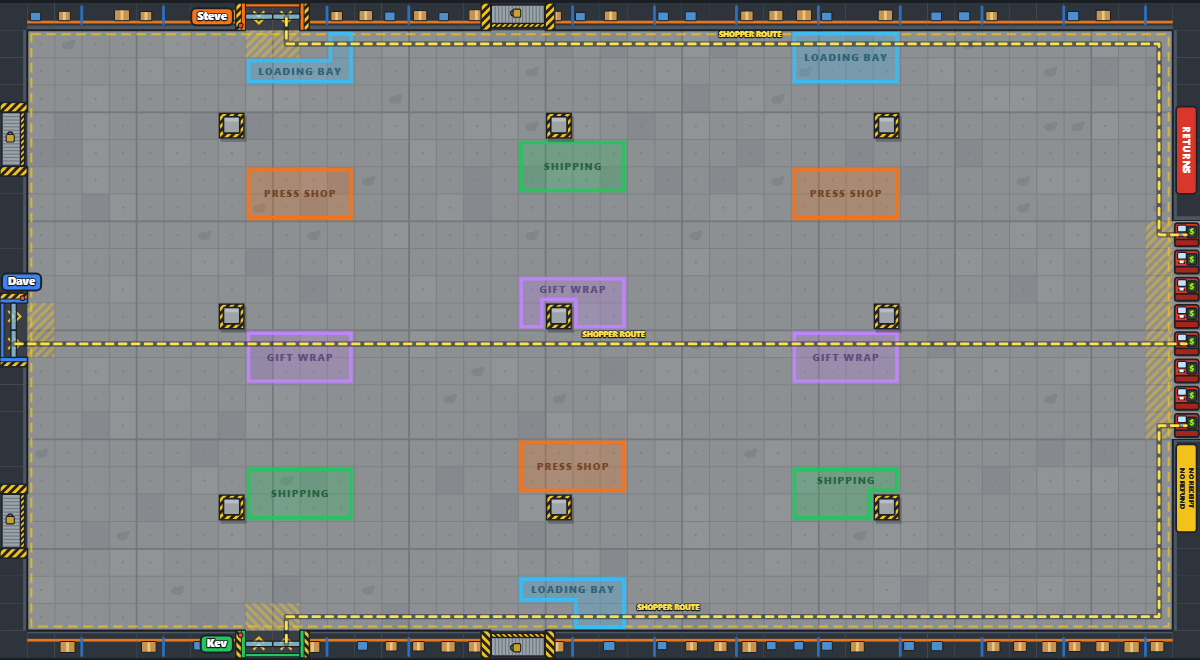 Steve
SHOPPER ROUTE
LOADING BAY
LOADING BAY
RETURNS
SHIPPING
PRESS SHOP
PRESS SHOP
$
$
$
$
$
$
$
$
Dave
GIFT WRAP
SHOPPER ROUTE
GIFT WRAP
GIFT WRAP
PRESS SHOP
SHIPPING
SHIPPING
NO RECEIPT
NO REFUND
LOADING BAY
SHOPPER ROUTE
Kev